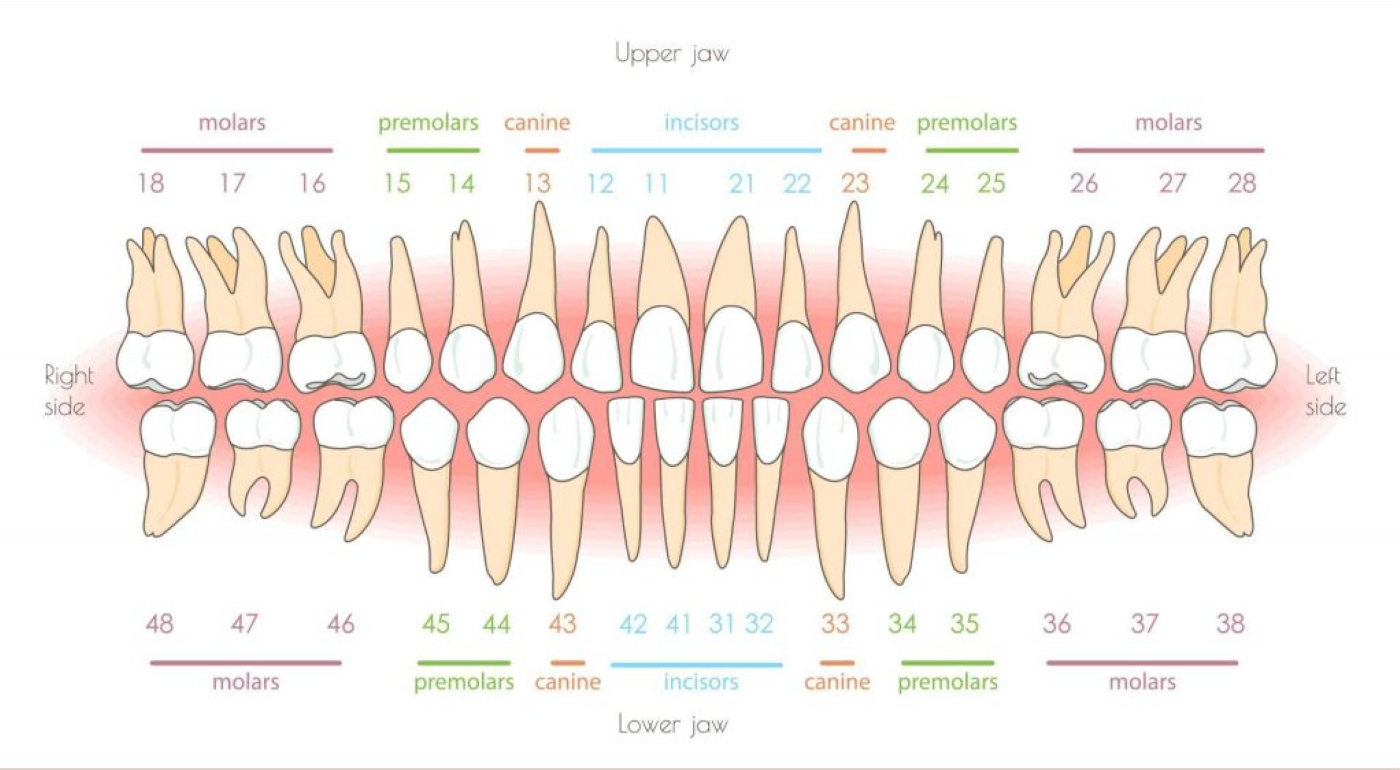 Upper jaw
molars premolars canine incisors canine premolars molars
18 17 16 15 14 13 12 11 21 22 23 24 25 26 27 28
Right
side
Left
side
48 47 46 45 44 43 42 41 31 32 33 34 35 36 37 38
molars premolars canine incisors canine premolars molars
Lower jaw